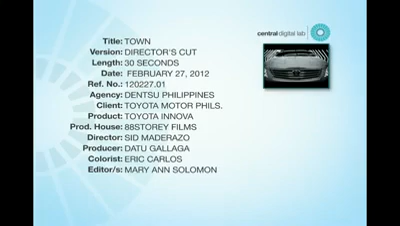 central digital lab
Title: TOWN
Version: DIRECTOR'S CUT
Length: 30 SECONDS
Date: FEBRUARY 27, 2012
Ref. No.: 120227.01
Agency: DENTSU PHILIPPINES
Client: TOYOTA MOTOR PHILS.
Product: TOYOTA INNOVA
Prod. House: 88STOREY FILMS
Director: SID MADERAZO
Producer: DATU GALLAGA
Colorist: ERIC CARLOS
Editor/s: MARY ANN SOLOMON